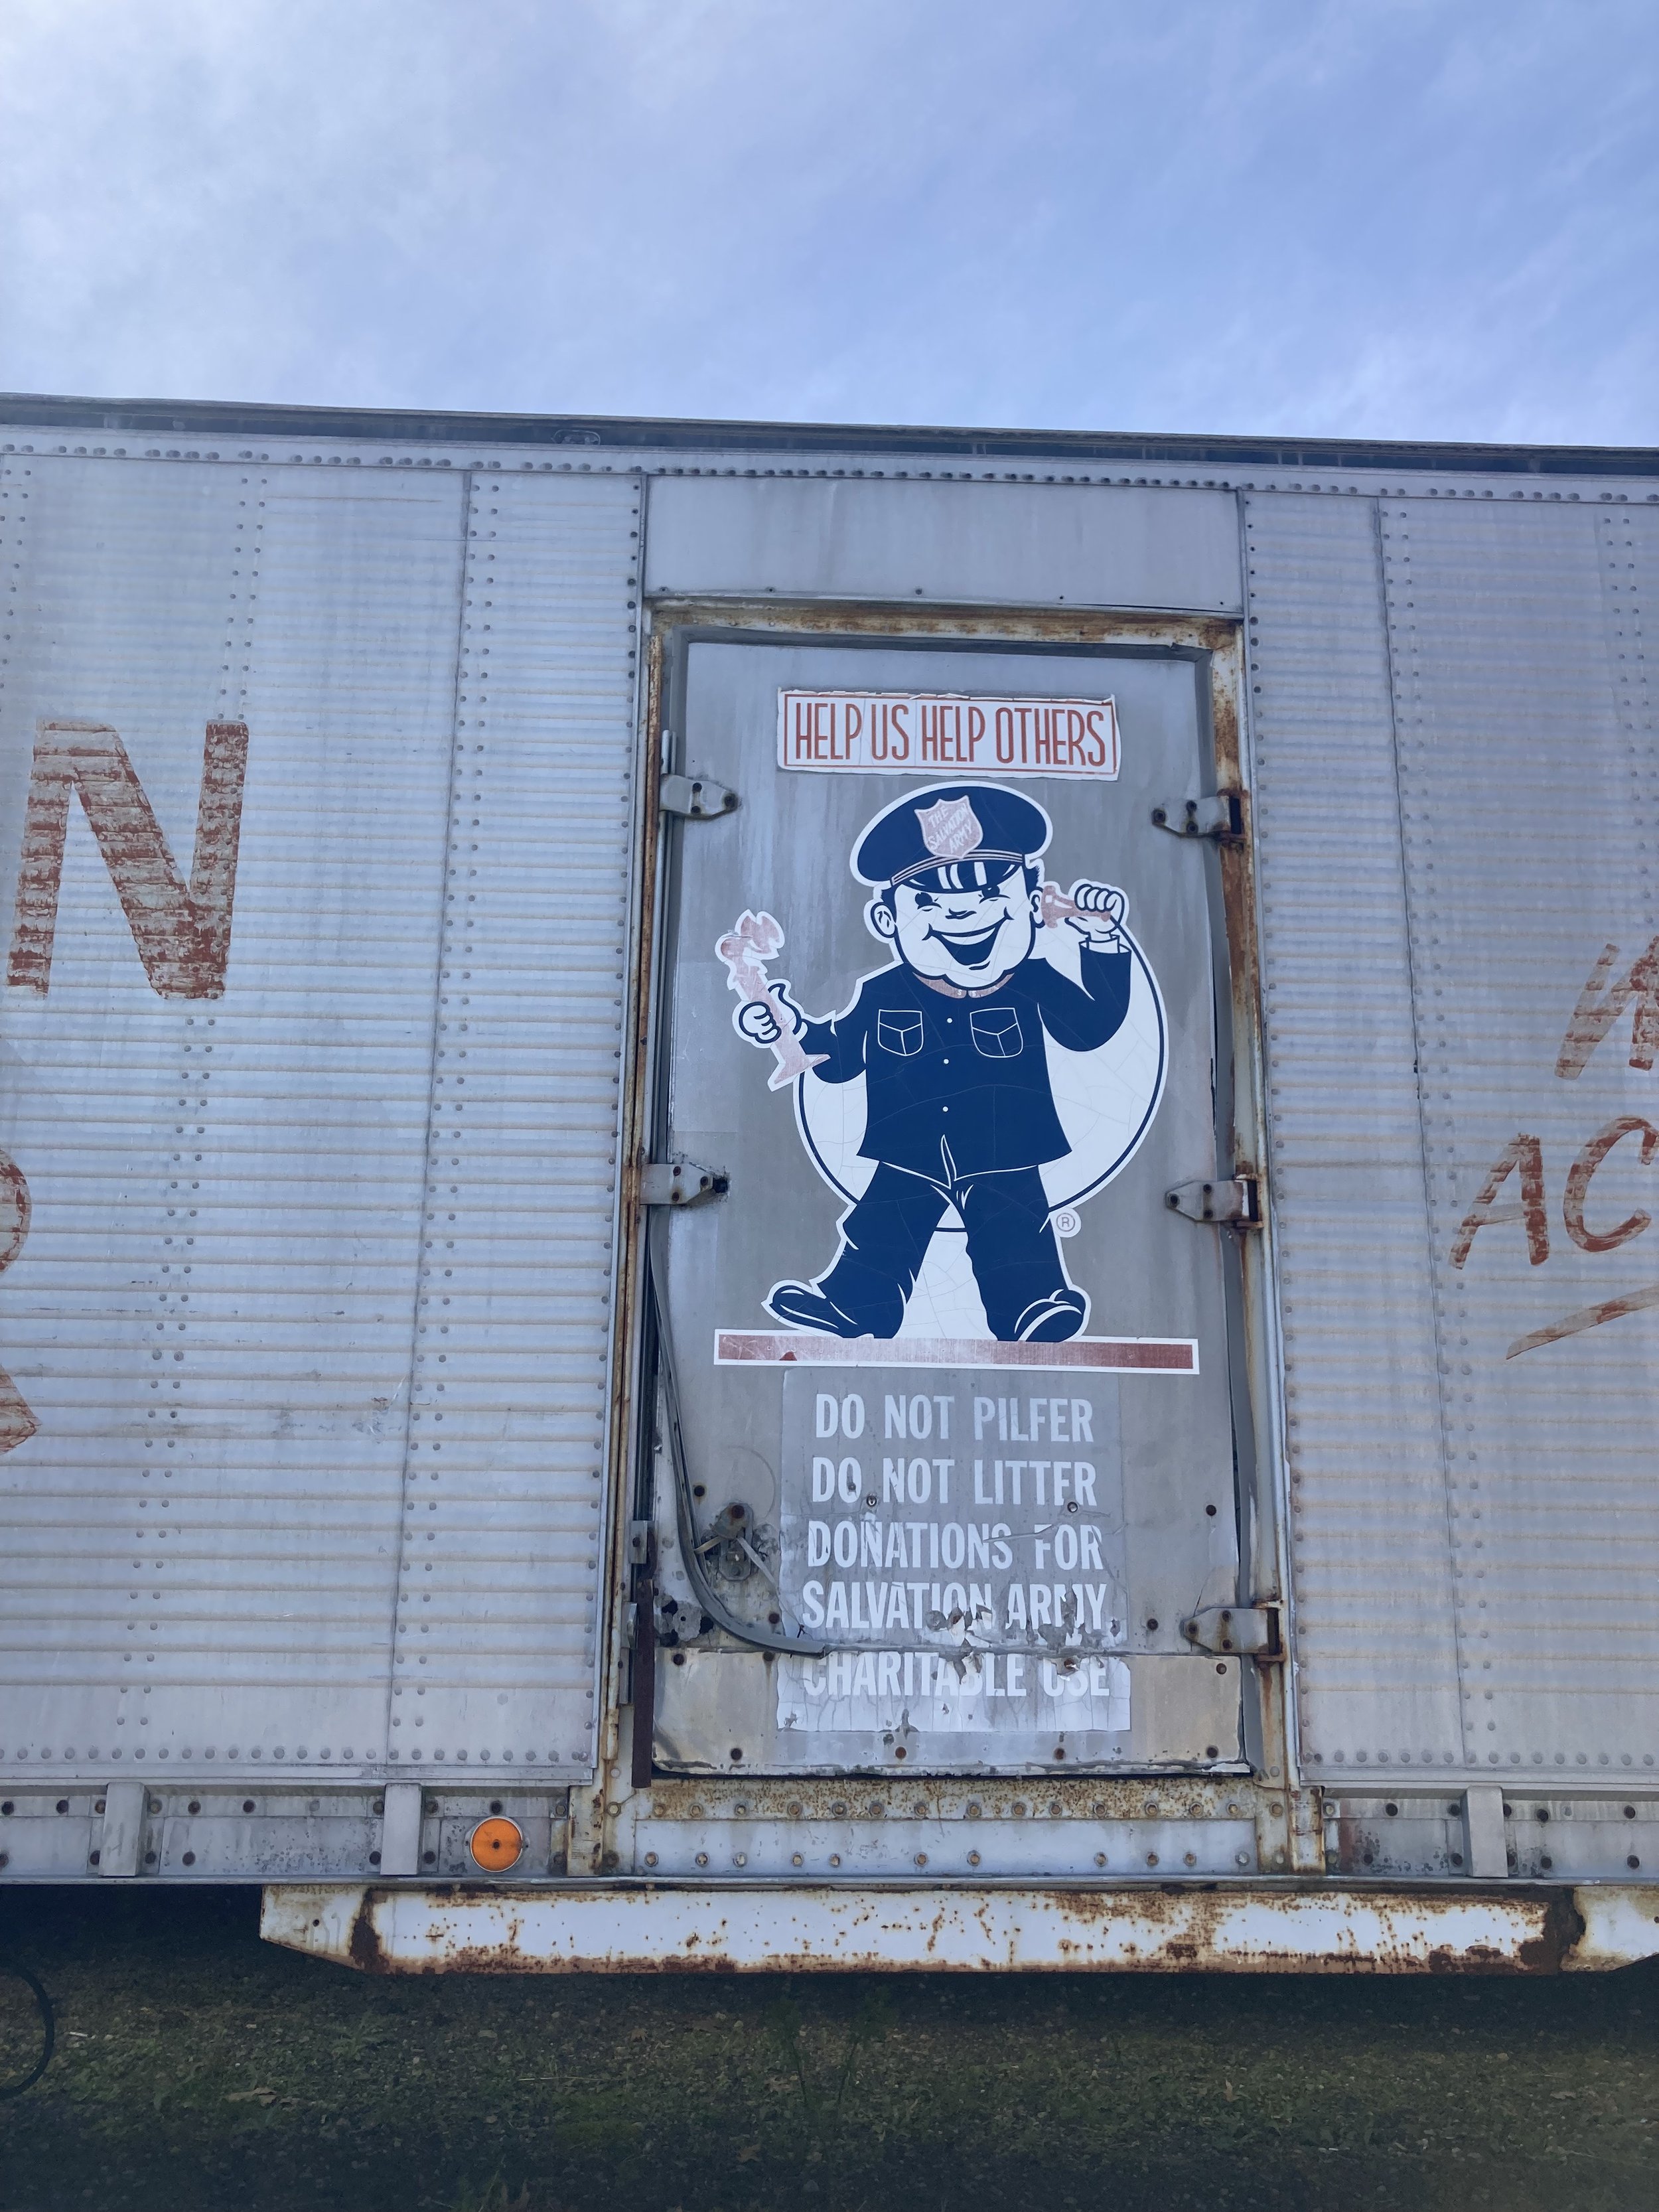 HELP US HELP OTHERS
THE
SALVATION
ARMY
N
®
AC
DO NOT PILFER
DO NOT LITTER
DONATIONS FOR
SALVATION ARMY
CHARITABLE USE